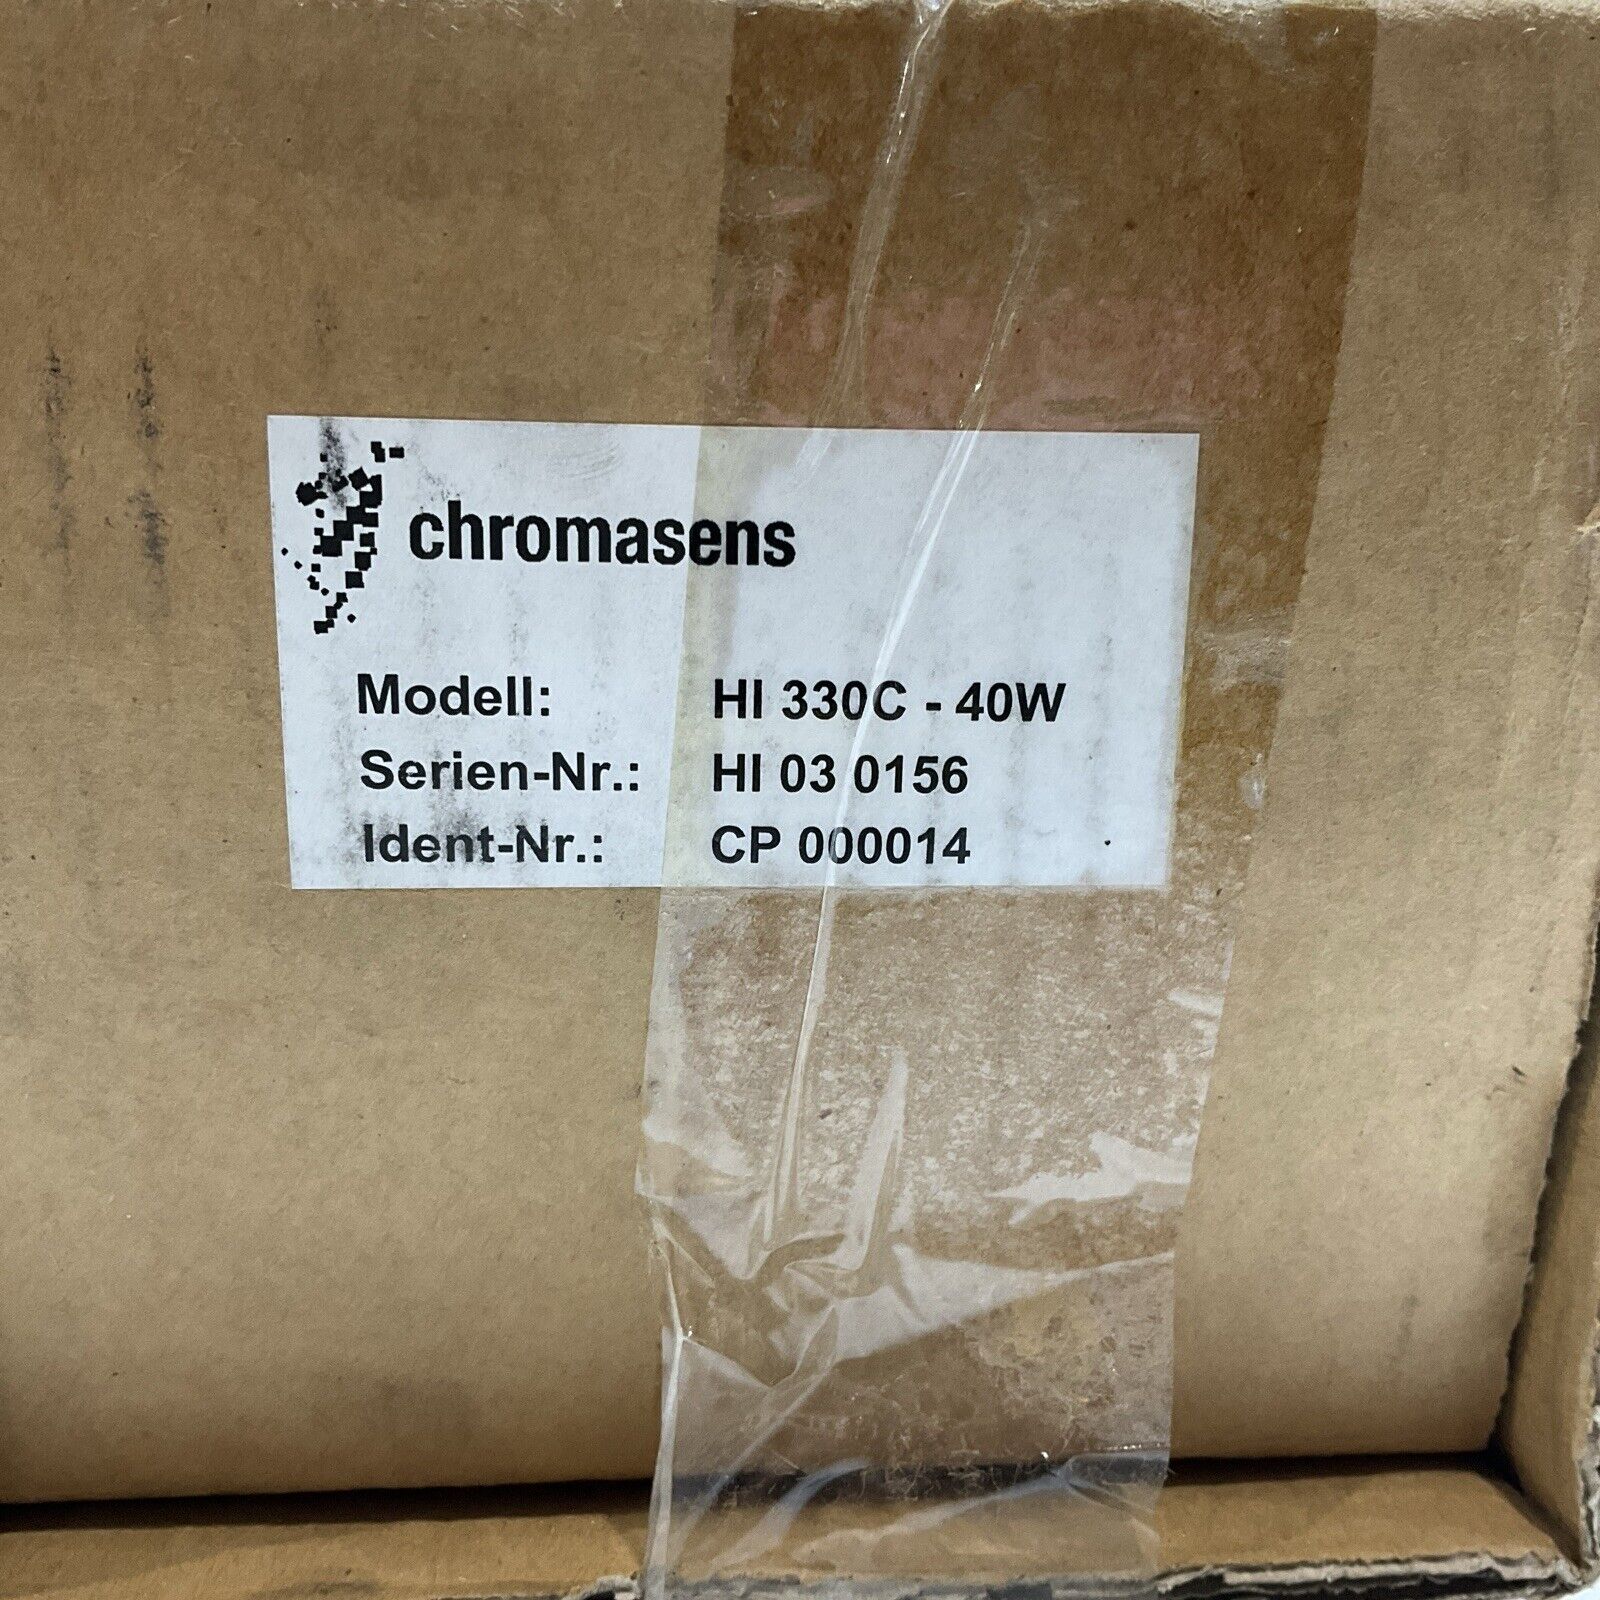 chromasens
Modell: HI 330C - 40W
Serien-Nr.: HI 03 0156
Ident-Nr.: CP 000014